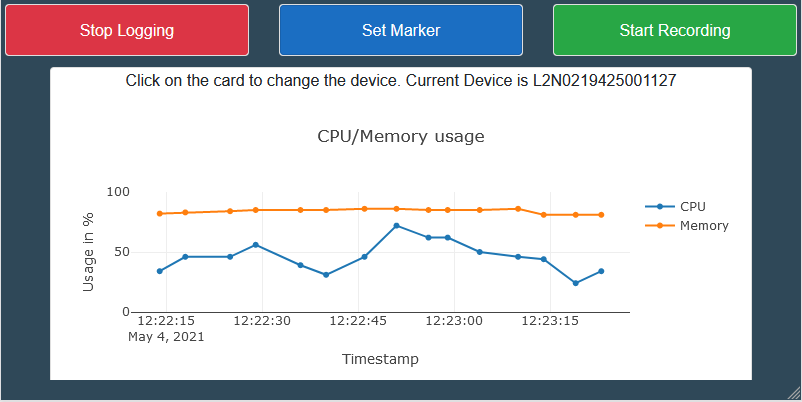 Stop Logging
Set Marker
Start Recording
Click on the card to change the device. Current Device is L2N0219425001127
CPU/Memory usage
100
50
0
Usage in %
CPU
Memory
12:22:15
May 4, 2021
12:22:30
12:22:45
12:23:00
12:23:15
Timestamp